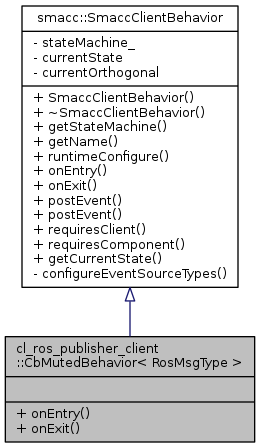 smacc::SmaccClientBehavior
- stateMachine_
- currentState
- currentOrthogonal
+ SmaccClientBehavior()
+ ~SmaccClientBehavior()
+ getStateMachine()
+ getName()
+ runtimeConfigure()
+ onEntry()
+ onExit()
+ postEvent()
+ postEvent()
+ requiresClient()
+ requiresComponent()
+ getCurrentState()
- configureEventSourceTypes()
cl_ros_publisher_client
::CbMutedBehavior< RosMsgType >
+ onEntry()
+ onExit()